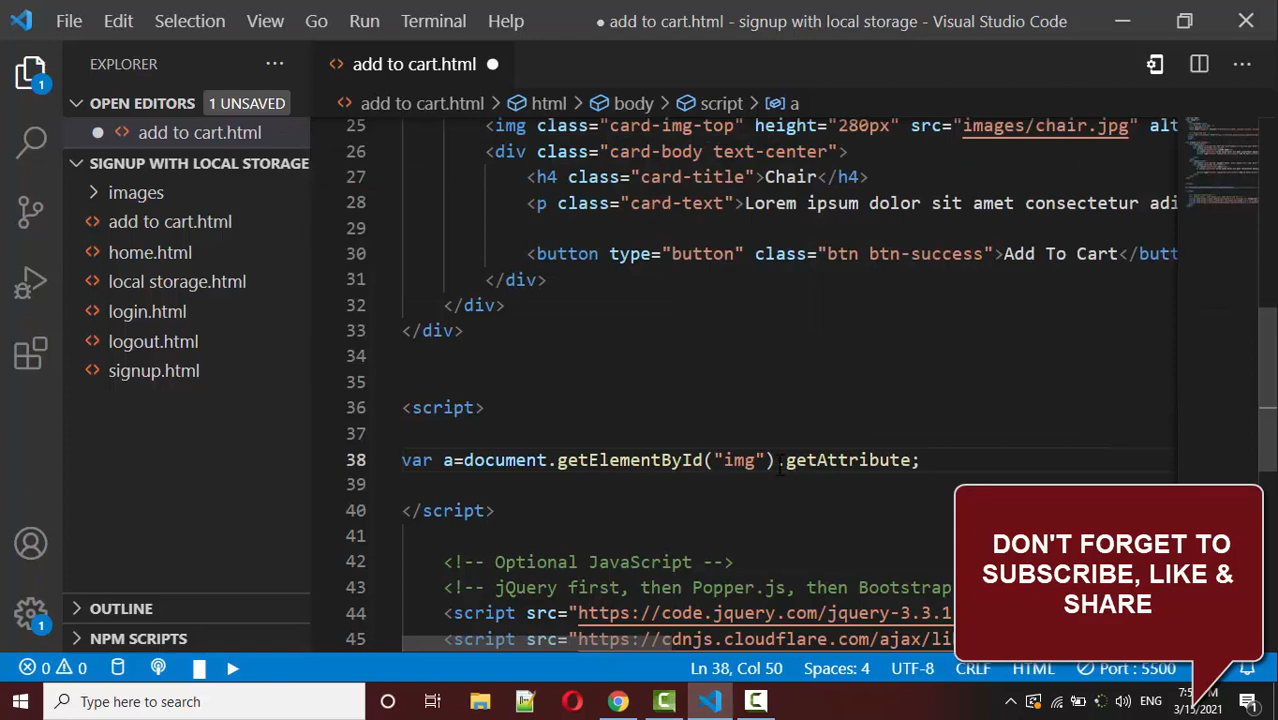 File Edit Selection View Go Run Terminal Help ● add to cart.html - signup with local storage - Visual Studio Code
EXPLORER ···
1
OPEN EDITORS 1 UNSAVED
add to cart.html
SIGNUP WITH LOCAL STORAGE
images
add to cart.html
home.html
local storage.html
login.html
logout.html
signup.html
OUTLINE
NPM SCRIPTS
1
add to cart.html
add to cart.html > html > body > script > a
25 <img class="card-img-top" height="280px" src="images/chair.jpg" alt
26 <div class="card-body text-center">
27 <h4 class="card-title">Chair</h4>
28 <p class="card-text">Lorem ipsum dolor sit amet consectetur adi
29
30 <button type="button" class="btn btn-success">Add To Cart</butt
31 </div>
32 </div>
33 </div>
34
35
36 <script>
37
38 var a=document.getElementById("img").getAttribute;
39
40 </script>
41
42 <!-- Optional JavaScript -->
43 <!-- jQuery first, then Popper.js, then Bootstrap
44 <script src="https://code.jquery.com/jquery-3.3.1
45 <script src="https://cdnjs.cloudflare.com/ajax/li
DON'T FORGET TO
SUBSCRIBE, LIKE &
SHARE
0 0 Ln 38, Col 50 Spaces: 4 UTF-8 CRLF HTML Port : 5500
Type here to search
ENG
3/15/2021
1